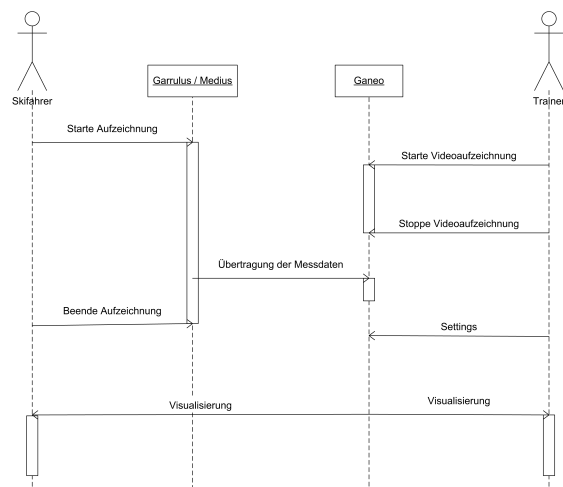 Garrulus / Medius
Ganeo
Skifahrer
Trainer
Starte Aufzeichnung
Starte Videoaufzeichnung
Stoppe Videoaufzeichnung
Übertragung der Messdaten
Beende Aufzeichnung
Settings
Visualisierung
Visualisierung